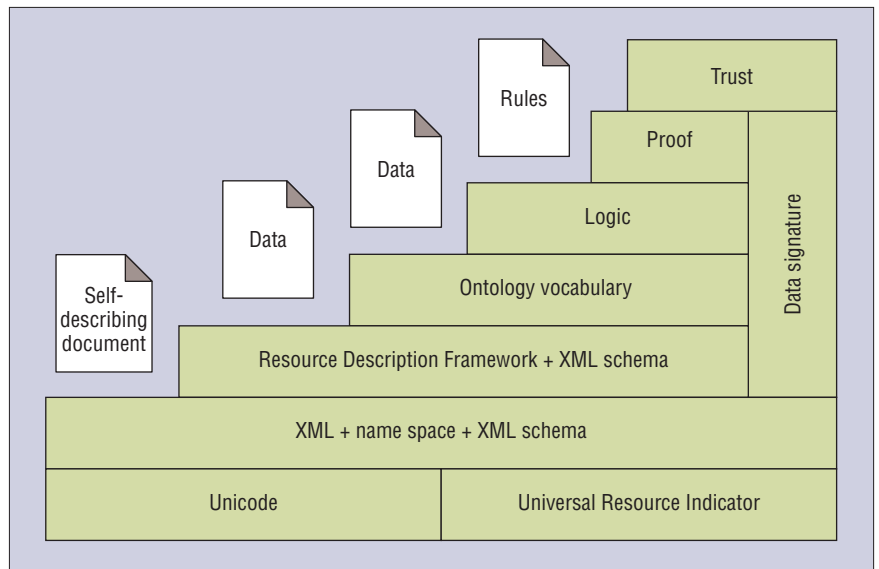 Trust
Rules
Proof
Data
Logic
Data
Data signature
Ontology vocabulary
Self-
describing
document
Resource Description Framework + XML schema
XML + name space + XML schema
Unicode
Universal Resource Indicator